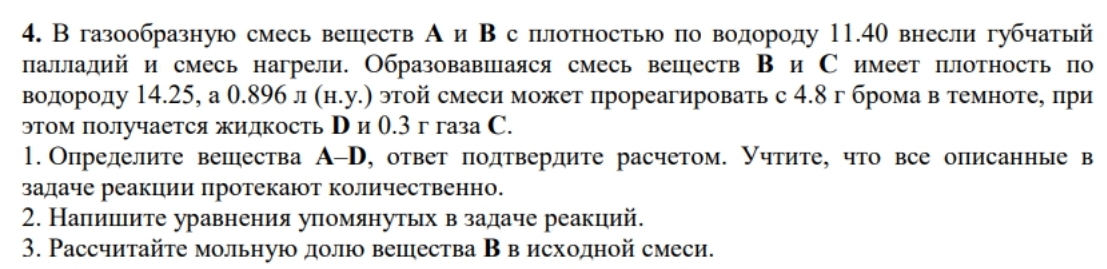 4. В газообразную смесь веществ А и В с плотностью по водороду 11.40 внесли губчатый
палладий и смесь нагрели. Образовавшаяся смесь веществ В и С имеет плотность по
водороду 14.25, а 0.896 л (н.у.) этой смеси может прореагировать с 4.8 г брома в темноте, при
этом получается жидкость D и 0.3 г газа С.
1. Определите вещества A–D, ответ подтвердите расчетом. Учтите, что все описанные в
задаче реакции протекают количественно.
2. Напишите уравнения упомянутых в задаче реакций.
3. Рассчитайте мольную долю вещества В в исходной смеси.